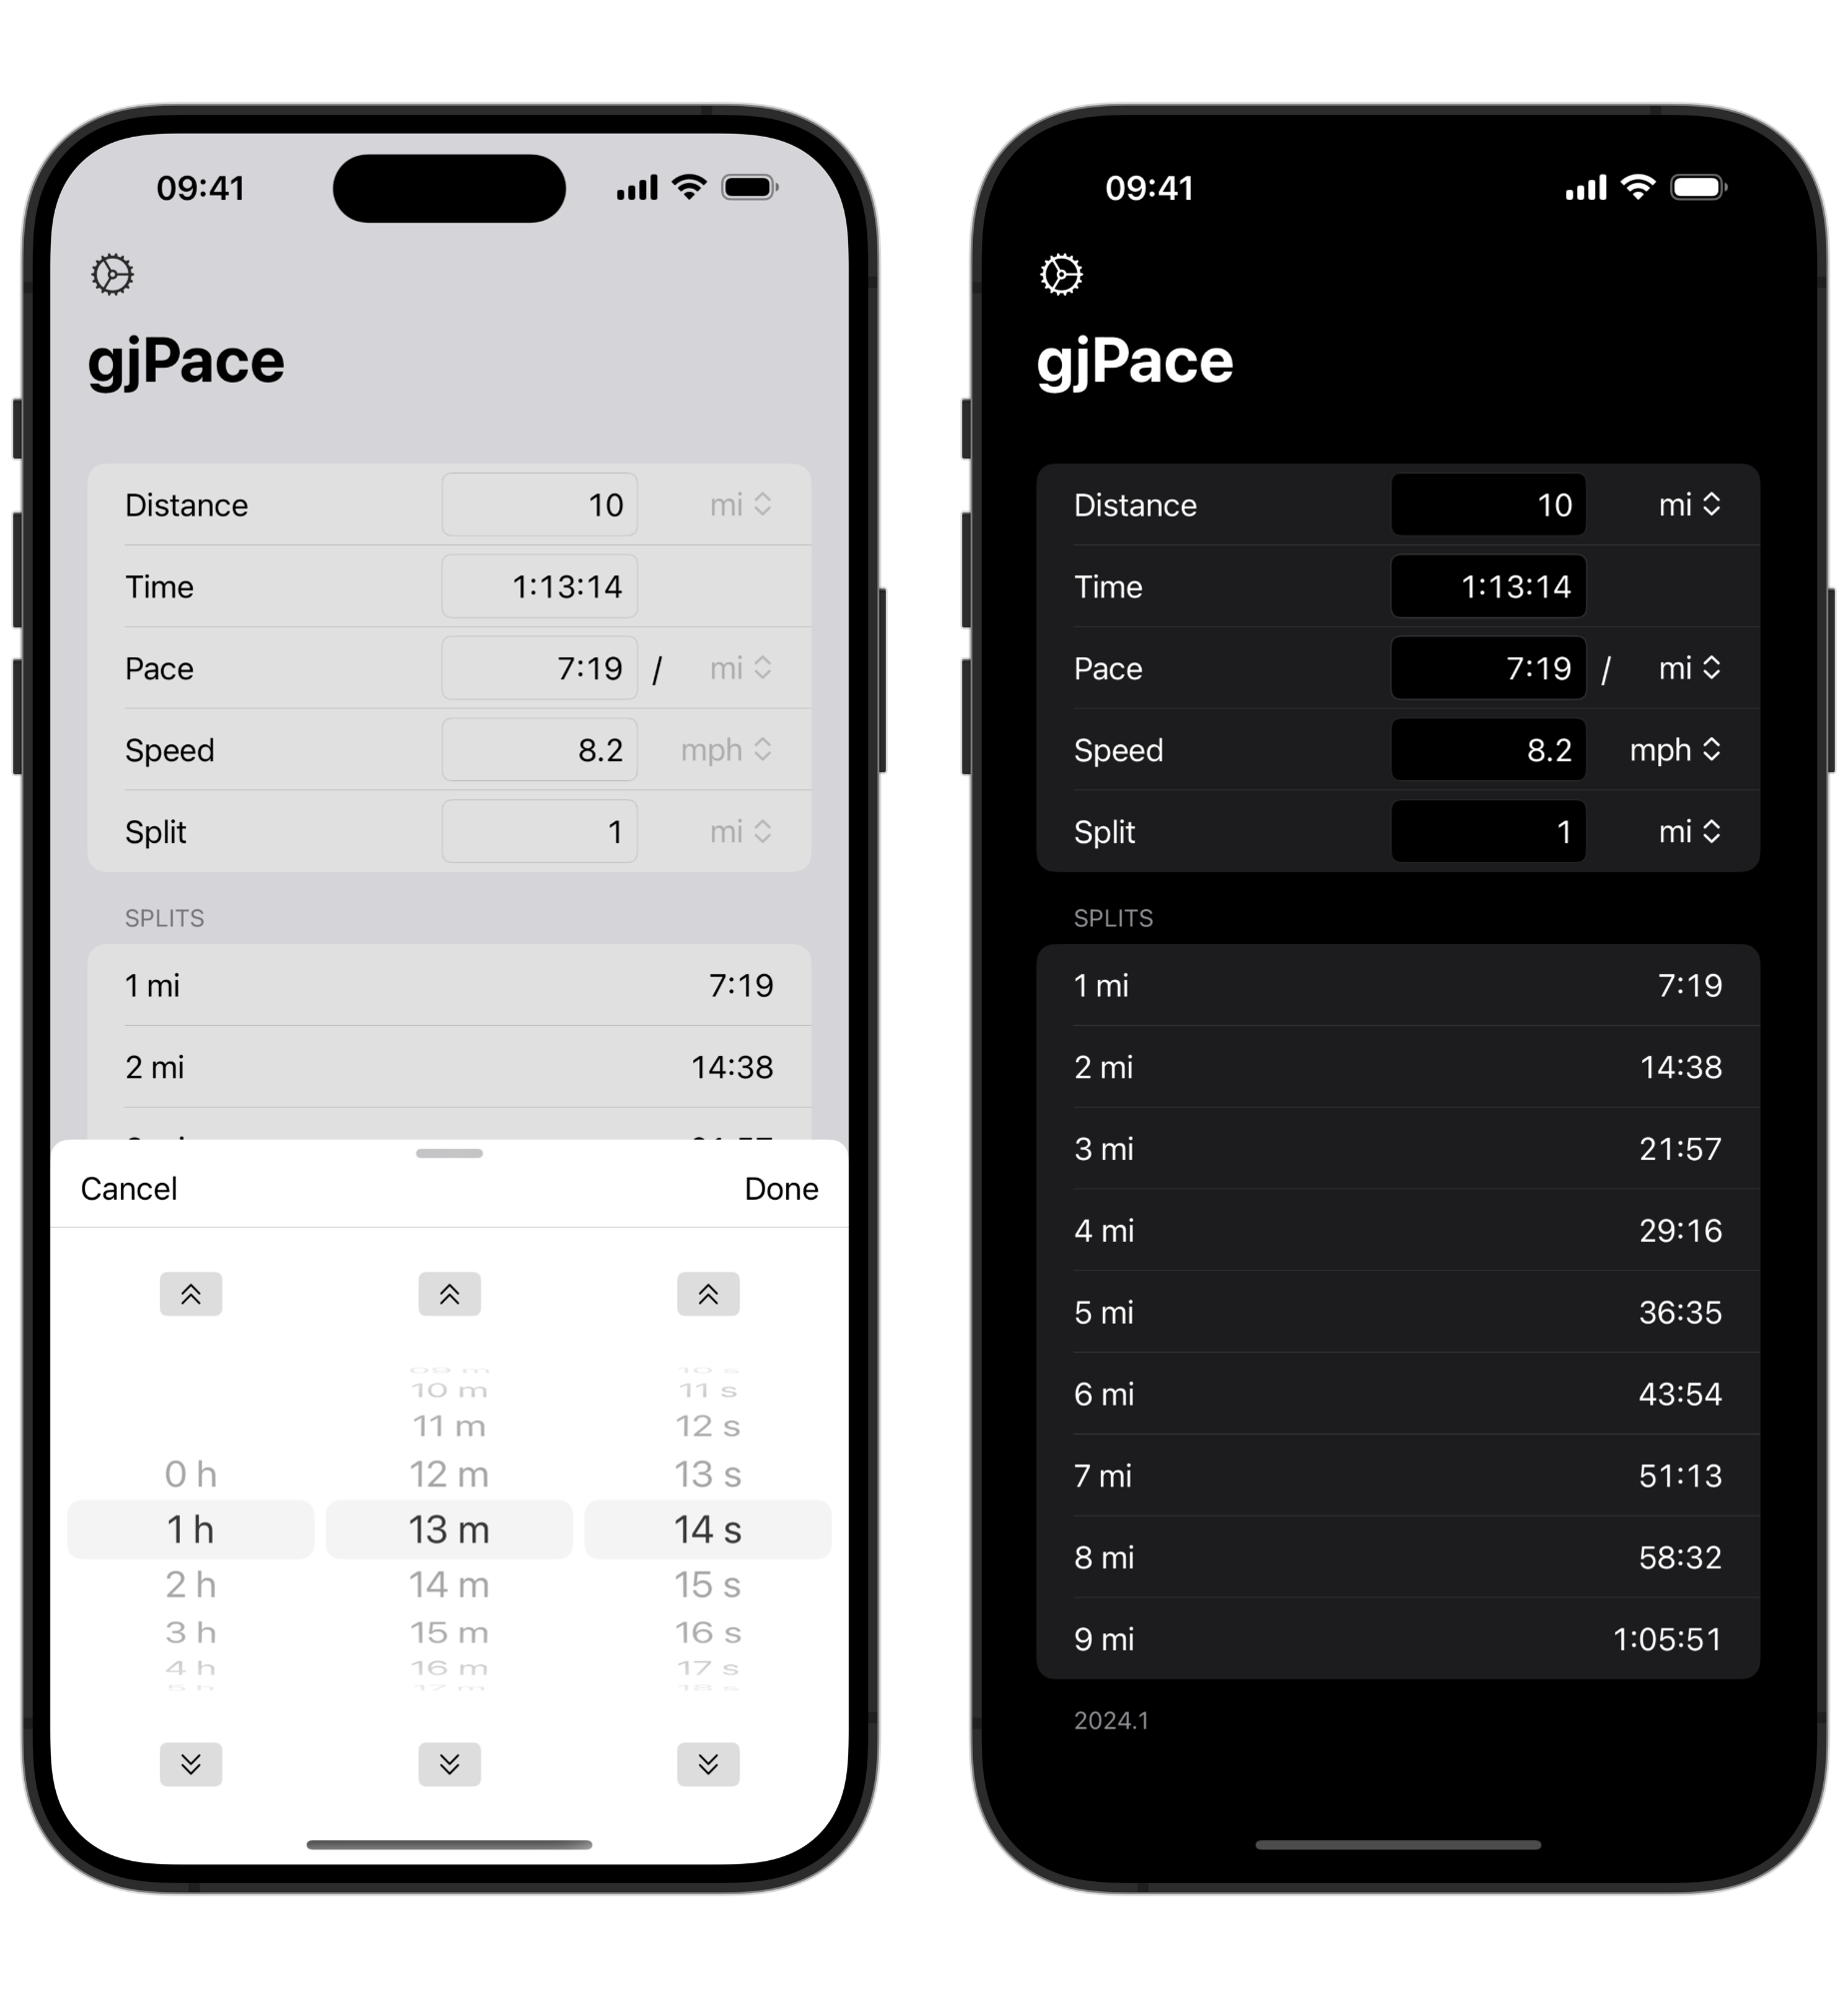 09:41
gjPace
Distance 10 mi
Time 1:13:14
Pace 7:19 / mi
Speed 8.2 mph
Split 1 mi
SPLITS
1 mi 7:19
2 mi 14:38
Cancel Done
09 m 10 s
10 m 11 s
11 m 12 s
0 h 12 m 13 s
1 h 13 m 14 s
2 h 14 m 15 s
3 h 15 m 16 s
4 h 16 m 17 s
5 h 17 m 18 s
09:41
gjPace
Distance 10 mi
Time 1:13:14
Pace 7:19 / mi
Speed 8.2 mph
Split 1 mi
SPLITS
1 mi 7:19
2 mi 14:38
3 mi 21:57
4 mi 29:16
5 mi 36:35
6 mi 43:54
7 mi 51:13
8 mi 58:32
9 mi 1:05:51
2024.1